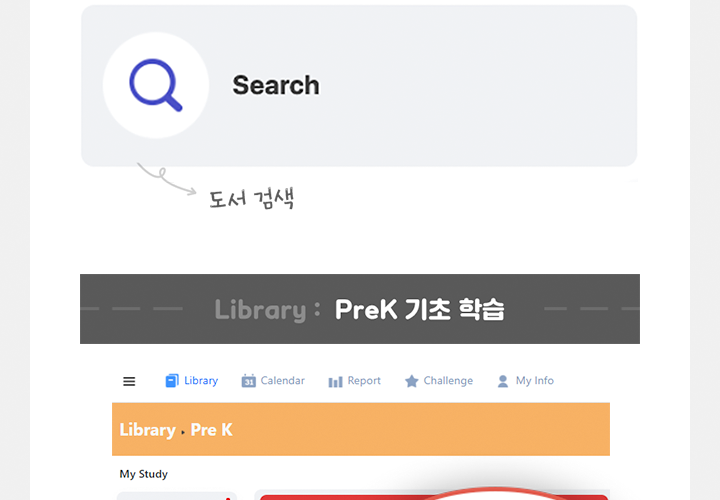 Search
도서 검색
Library : PreK 기초 학습
31
Library Calendar Report Challenge My Info
Library · Pre K
My Study